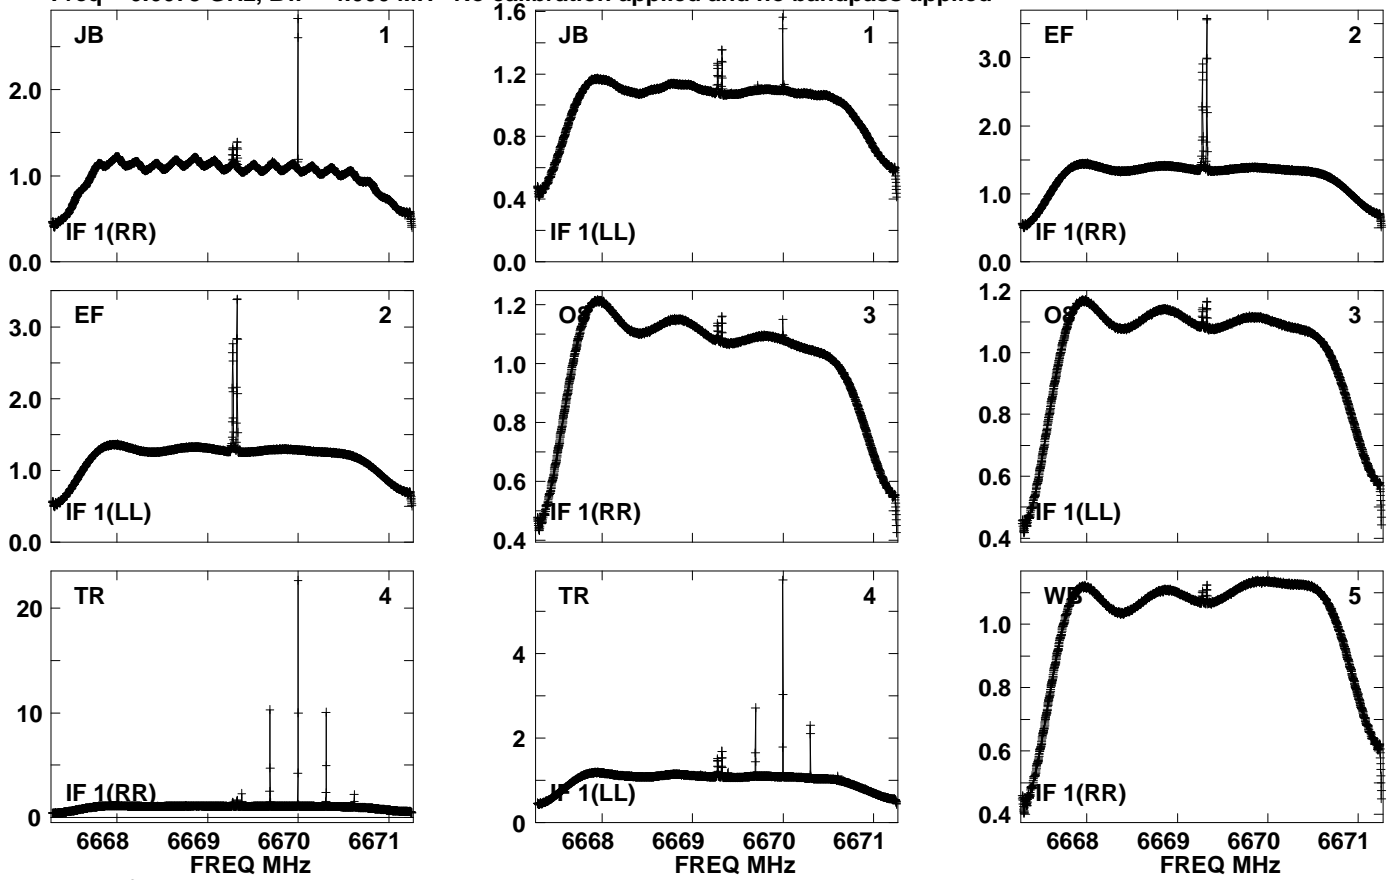 No calibration applied and no bandpass applied
JB 1
2.0
1.0
0.0
IF 1(RR)
JB 1
1.6
1.2
0.8
0.4
0.0
IF 1(LL)
EF 2
3.0
2.0
1.0
0.0
IF 1(RR)
EF 2
3.0
2.0
1.0
0.0
IF 1(LL)
O8 3
1.2
1.0
0.8
0.6
0.4
IF 1(RR)
O8 3
1.2
1.0
0.8
0.6
0.4
IF 1(LL)
TR 4
20
10
0
IF 1(RR)
6668 6669 6670 6671
FREQ MHz
TR 4
4
2
0
IF 1(LL)
6668 6669 6670 6671
FREQ MHz
WB 5
1.0
0.8
0.6
0.4
IF 1(RR)
6668 6669 6670 6671
FREQ MHz